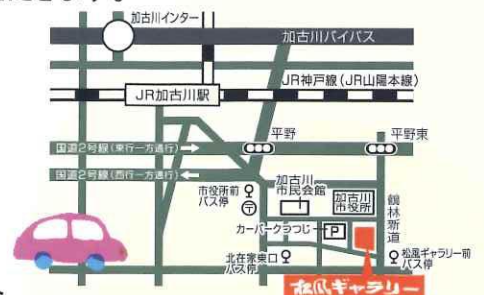 加古川インター
加古川バイパス
JR神戸線(JR山陽本線)
JR加古川駅
平野
平野東
国道2号線(東行一方通行)
国道2号線(西行一方通行)
市役所前
バス停
加古川
市民会館
加古川
市役所
鶴林新道
カーパークつつじ
P
北在家東口
バス停
松風ギャラリー前
バス停
松風ギャラリー